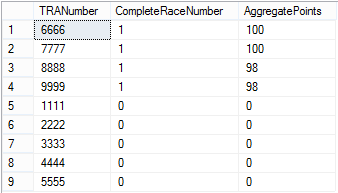 TRANumber CompleteRaceNumber AggregatePoints
1 6666 1 100
2 7777 1 100
3 8888 1 98
4 9999 1 98
5 1111 0 0
6 2222 0 0
7 3333 0 0
8 4444 0 0
9 5555 0 0